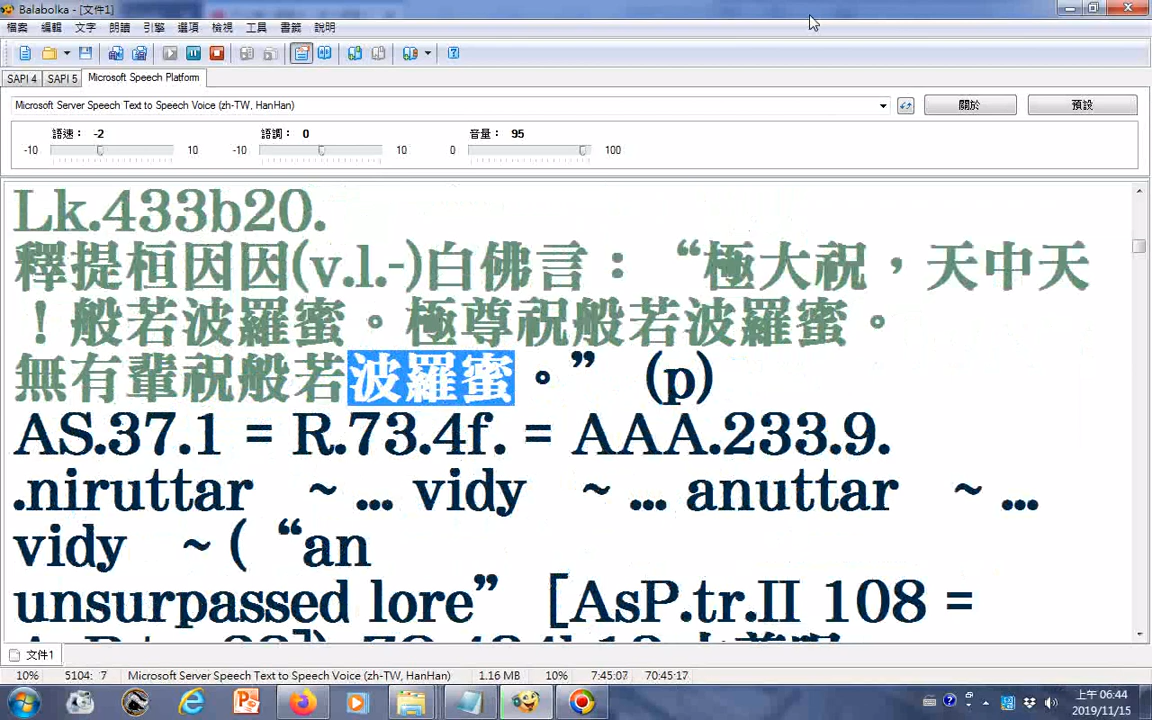 Balabolka - [文件1]
檔案 編輯 文字 朗讀 引擎 選項 檢視 工具 書籤 說明
SAPI 4 SAPI 5 Microsoft Speech Platform
Microsoft Server Speech Text to Speech Voice (zh-TW, HanHan) 關於 預設
語速： -2 語調： 0 音量： 95
-10 10 -10 10 0 100
Lk.433b20.
釋提桓因因(v.l.-)白佛言：“極大祝，天中天
！般若波羅蜜。極尊祝般若波羅蜜。
無有輩祝般若波羅蜜。” (p)
AS.37.1 = R.73.4f. = AAA.233.9.
.niruttar ~ ... vidy ~ ... anuttar ~ ...
vidy ~ (“an
unsurpassed lore” [AsP.tr.II 108 =
文件1
10% 5104: 7 Microsoft Server Speech Text to Speech Voice (zh-TW, HanHan) 1.16 MB 10% 7:45:07 70:45:17
上午 06:44
2019/11/15